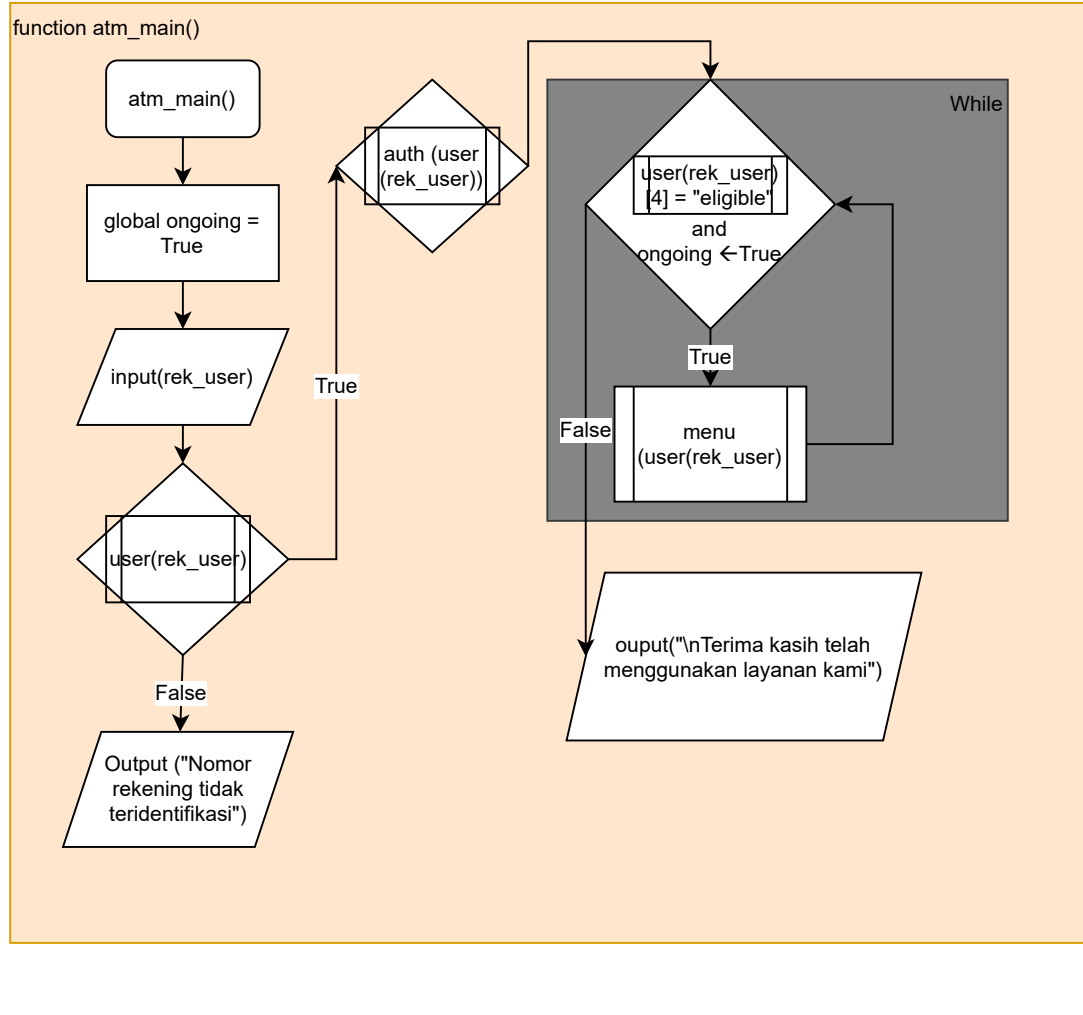 function atm_main()
atm_main()
global ongoing =
True
input(rek_user)
user(rek_user)
False
Output ("Nomor
rekening tidak
teridentifikasi")
True
auth (user
(rek_user))
While
user(rek_user)
[4] = "eligible"
and
ongoing ←True
True
menu
(user(rek_user)
False
ouput("\nTerima kasih telah
menggunakan layanan kami")